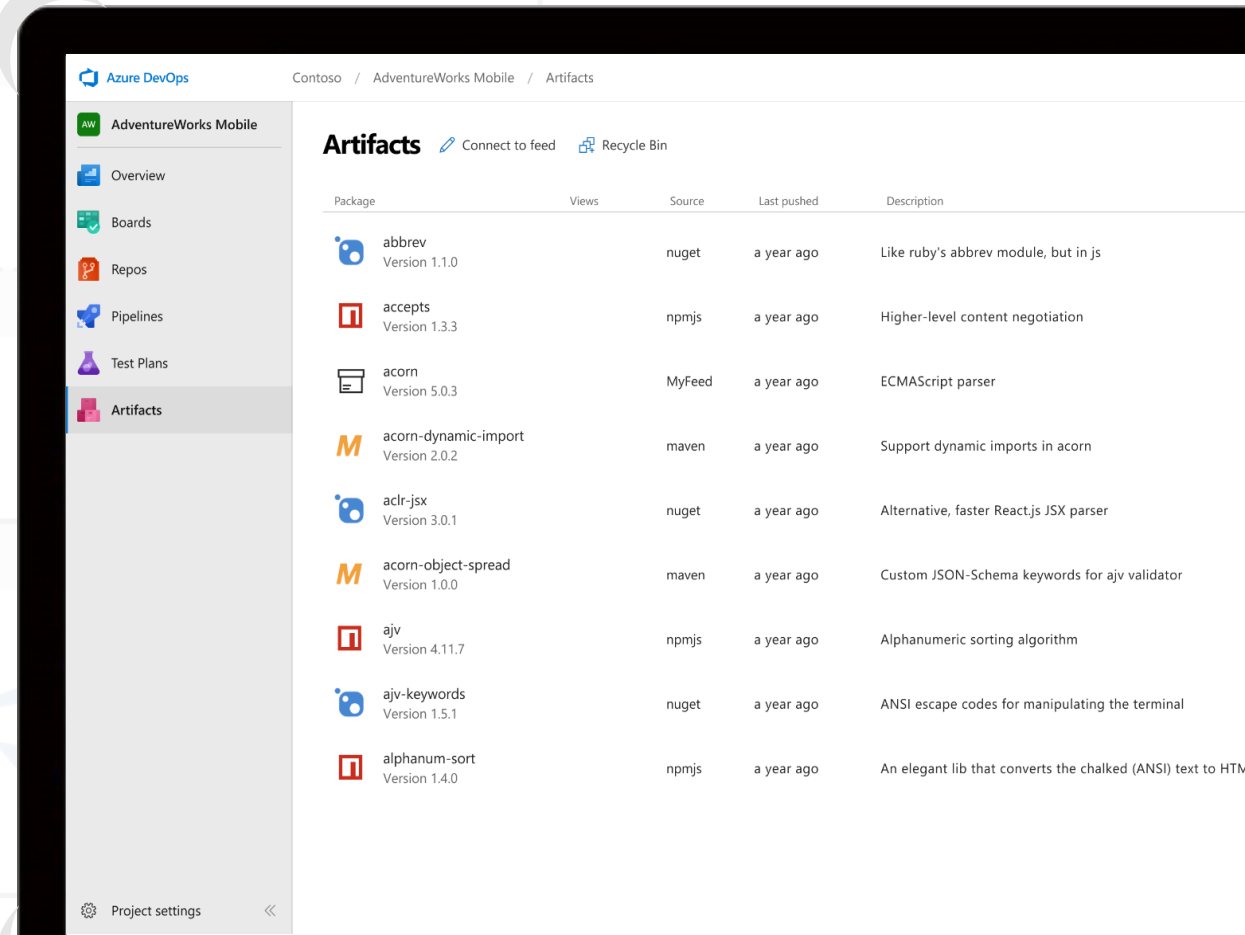 Azure DevOps
Contoso / AdventureWorks Mobile / Artifacts
AW AdventureWorks Mobile
Overview
Boards
Repos
Pipelines
Test Plans
Artifacts
Project settings
Artifacts Connect to feed Recycle Bin
Package Views Source Last pushed Description
abbrev
Version 1.1.0
nuget a year ago Like ruby's abbrev module, but in js
accepts
Version 1.3.3
npmjs a year ago Higher-level content negotiation
acorn
Version 5.0.3
MyFeed a year ago ECMAScript parser
acorn-dynamic-import
Version 2.0.2
maven a year ago Support dynamic imports in acorn
aclr-jsx
Version 3.0.1
nuget a year ago Alternative, faster React.js JSX parser
acorn-object-spread
Version 1.0.0
maven a year ago Custom JSON-Schema keywords for ajv validator
ajv
Version 4.11.7
npmjs a year ago Alphanumeric sorting algorithm
ajv-keywords
Version 1.5.1
nuget a year ago ANSI escape codes for manipulating the terminal
alphanum-sort
Version 1.4.0
npmjs a year ago An elegant lib that converts the chalked (ANSI) text to